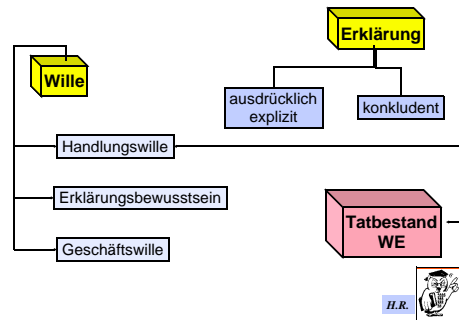 Erklärung
Wille
ausdrücklich
explizit
konkludent
Handlungswille
Erklärungsbewusstsein
Geschäftswille
Tatbestand
WE
H.R.